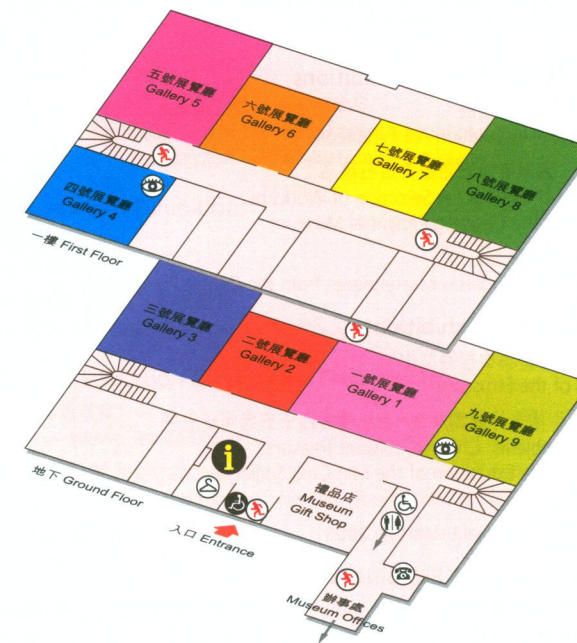 五號展覽廳
Gallery 5
六號展覽廳
Gallery 6
七號展覽廳
Gallery 7
八號展覽廳
Gallery 8
四號展覽廳
Gallery 4
一樓 First Floor
三號展覽廳
Gallery 3
二號展覽廳
Gallery 2
一號展覽廳
Gallery 1
九號展覽廳
Gallery 9
i
禮品店
Museum
Gift Shop
地下 Ground Floor
入口 Entrance
辦事處
Museum Offices